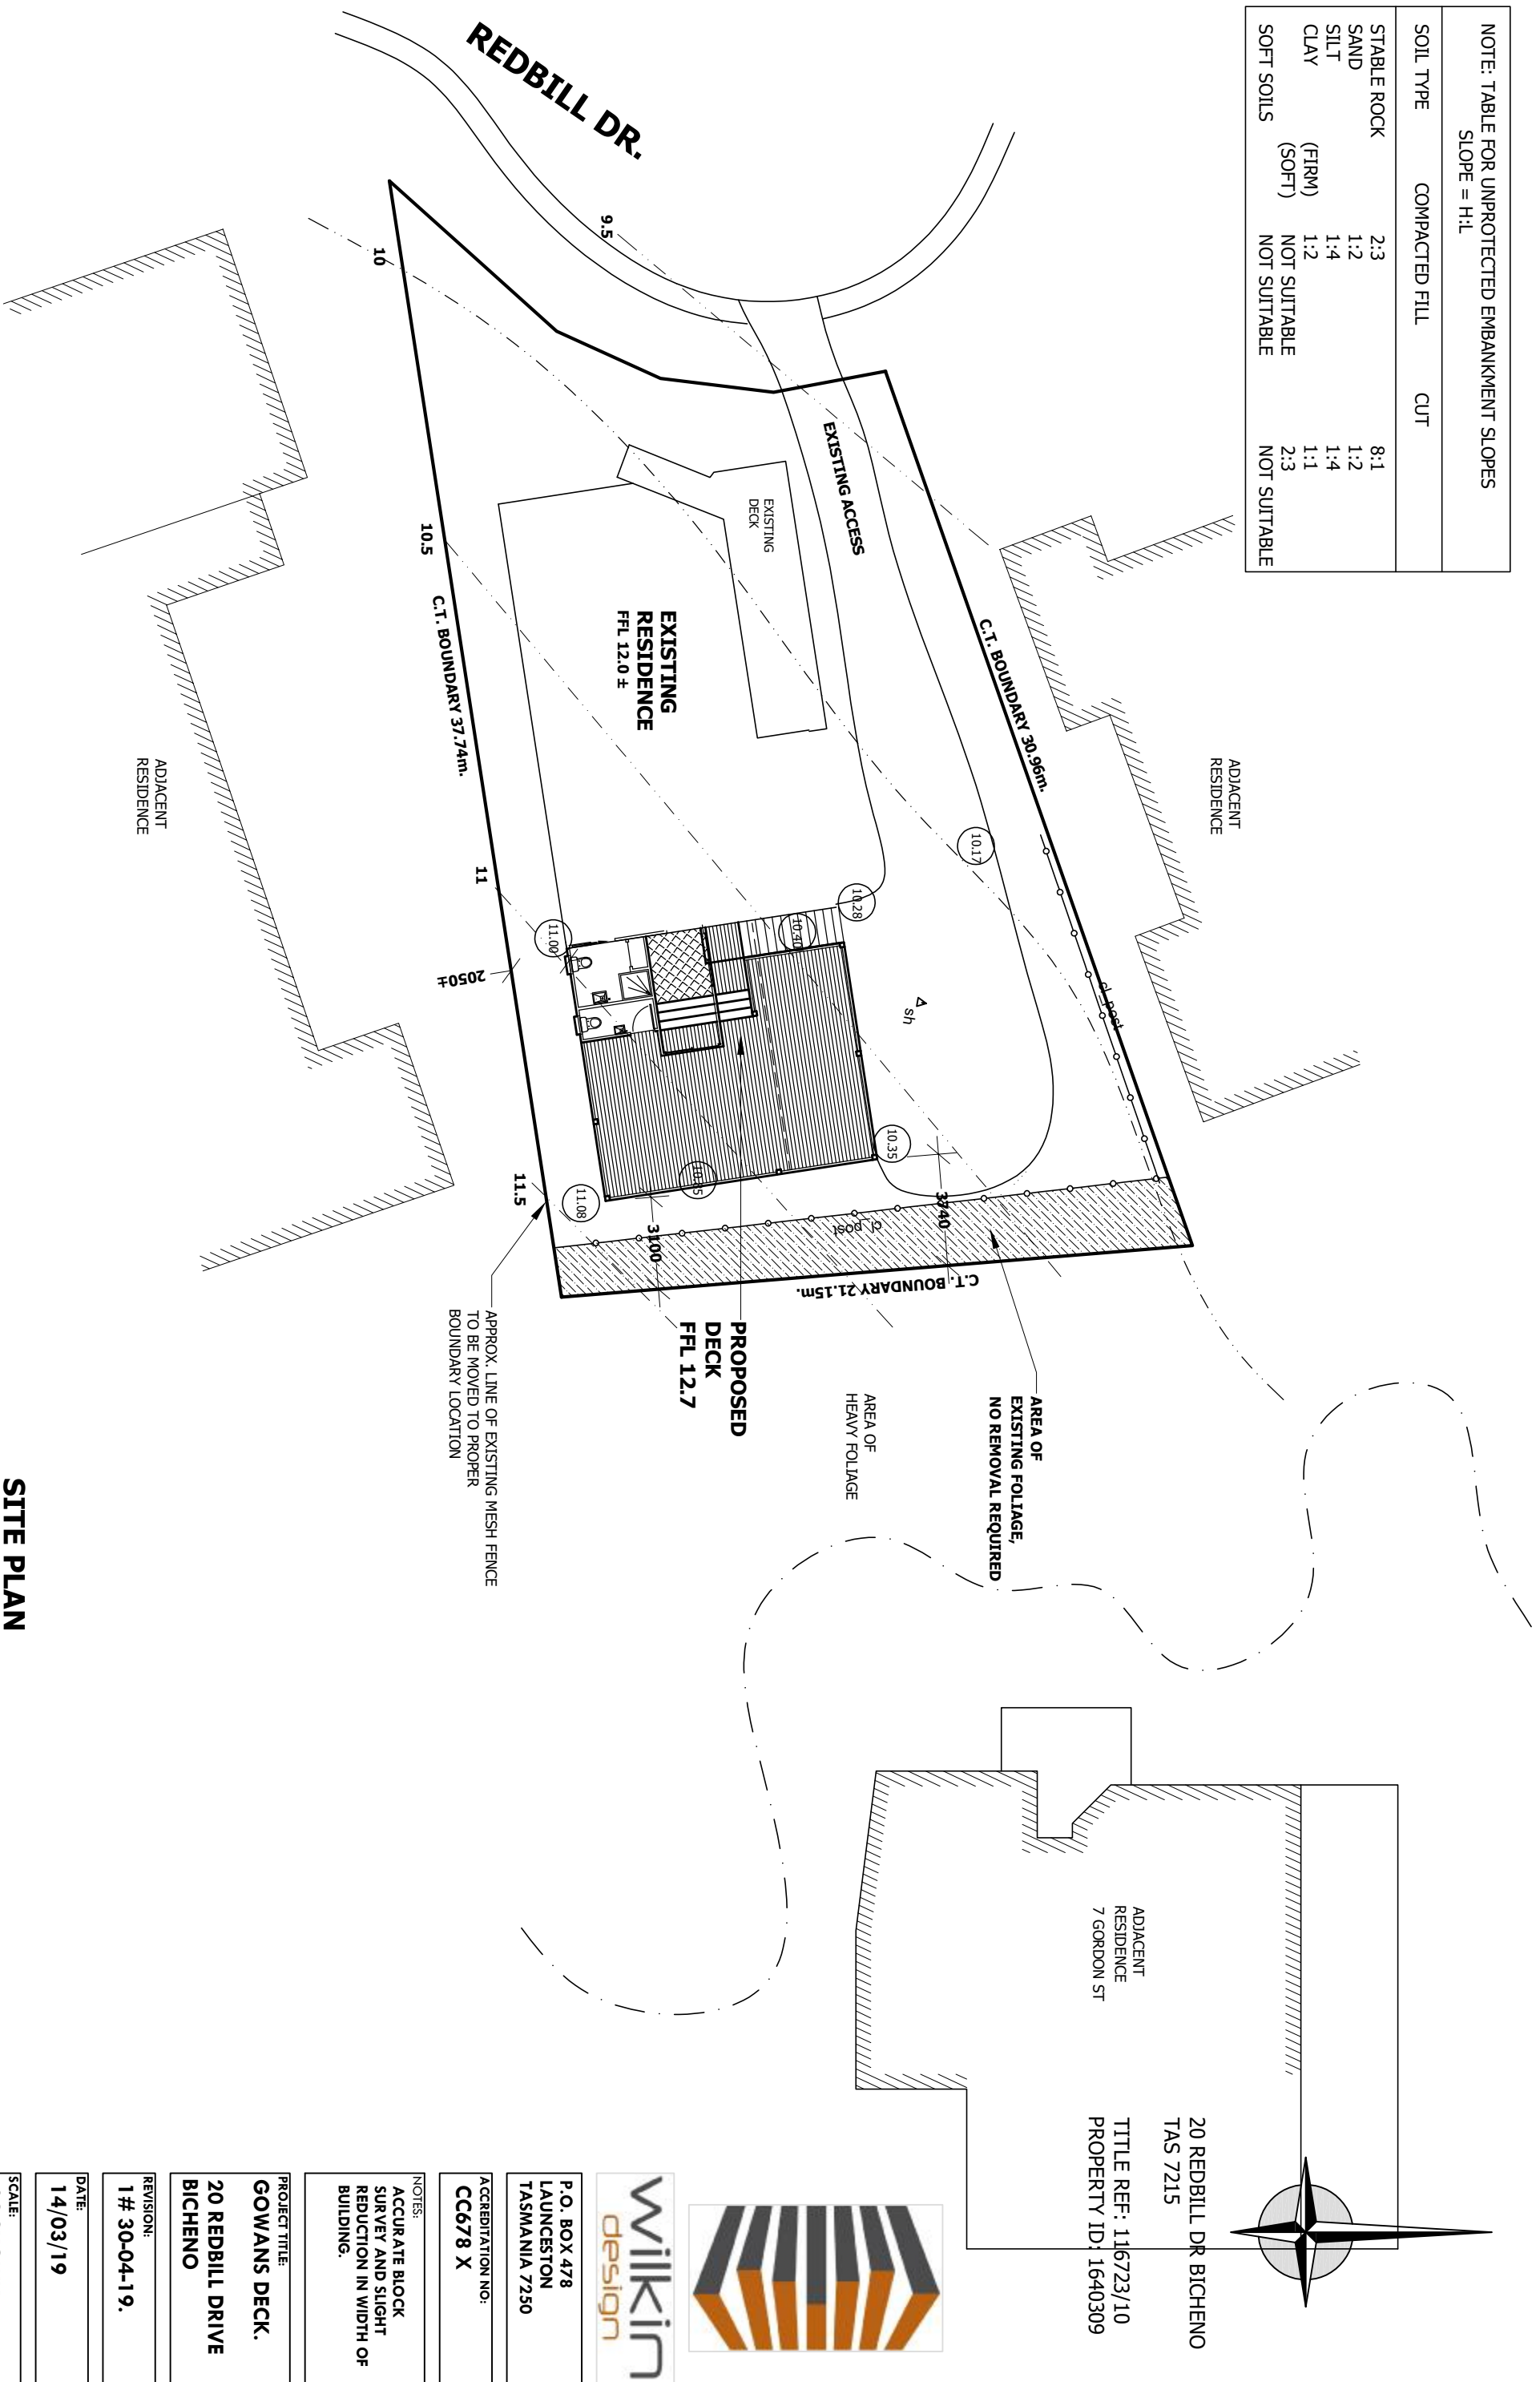 NOTE: TABLE FOR UNPROTECTED EMBANKMENT SLOPES
SLOPE = H:L
SOIL TYPE COMPACTED FILL CUT
STABLE ROCK 2:3 8:1
SAND 1:2 1:2
SILT 1:4 1:4
CLAY (FIRM) 1:2 1:1
(SOFT) NOT SUITABLE 2:3
SOFT SOILS NOT SUITABLE NOT SUITABLE
REDBILL DR.
9.5
10
10.5
11
11.5
EXISTING ACCESS
EXISTING
DECK
EXISTING
RESIDENCE
FFL 12.0 ±
C.T. BOUNDARY 30.96m.
C.T. BOUNDARY 37.74m.
C.T. BOUNDARY 21.15m.
ADJACENT
RESIDENCE
ADJACENT
RESIDENCE
10.17
10.28
10.40
11.00
10.35
11.08
2050±
3740
3100
sh
cl_post
cl_post
AREA OF
EXISTING FOLIAGE,
NO REMOVAL REQUIRED
AREA OF
HEAVY FOLIAGE
PROPOSED
DECK
FFL 12.7
APPROX. LINE OF EXISTING MESH FENCE
TO BE MOVED TO PROPER
BOUNDARY LOCATION
SITE PLAN
ADJACENT
RESIDENCE
7 GORDON ST
20 REDBILL DR BICHENO
TAS 7215
TITLE REF: 116723/10
PROPERTY ID: 1640309
wilkin
design
P.O. BOX 478
LAUNCESTON
TASMANIA 7250
ACCREDITATION NO:
CC678 X
NOTES:
ACCURATE BLOCK
SURVEY AND SLIGHT
REDUCTION IN WIDTH OF
BUILDING.
PROJECT TITLE:
GOWANS DECK.
20 REDBILL DRIVE
BICHENO
REVISION:
1# 30-04-19.
DATE:
14/03/19
SCALE: